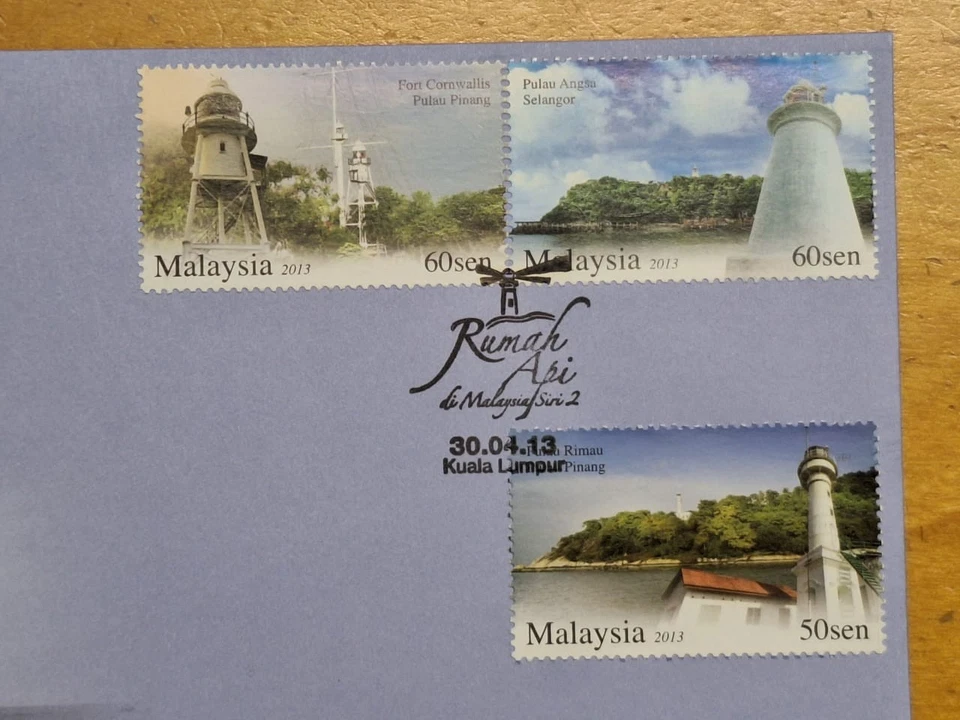 Fort Cornwallis
Pulau Pinang
Malaysia 2013
60sen
Pulau Angsa
Selangor
Malaysia 2013
60sen
Rumah
Api
di Malaysia Siri 2
30.04.13
Kuala Lumpur
Pulau Rimau
Pinang
Malaysia 2013
50sen